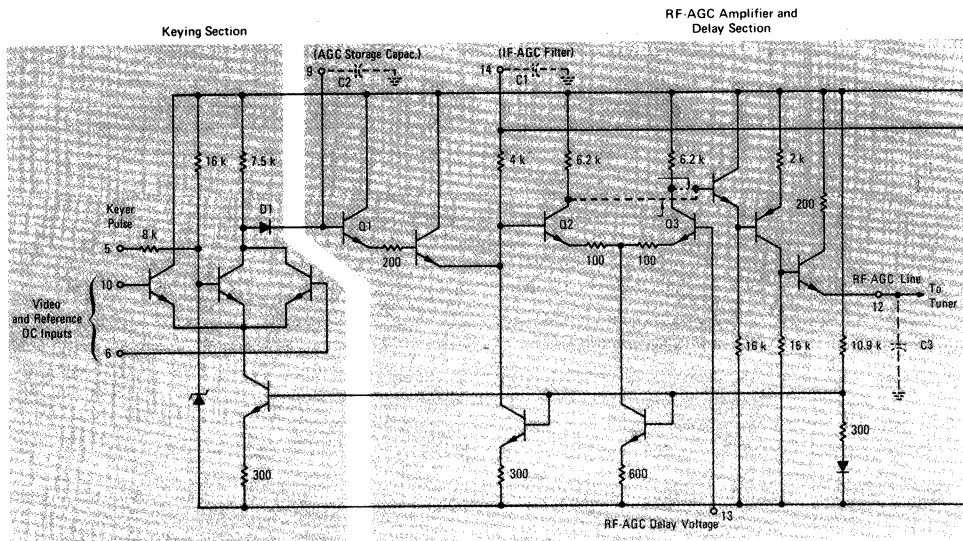 Keying Section
RF-AGC Amplifier and
Delay Section
(AGC Storage Capac.)
9
C2
(IF-AGC Filter)
14
C1
16 k
7.5 k
4 k
6.2 k
6.2 k
2 k
200
Keyer
Pulse
5
8 k
D1
Q1
200
Q2
Q3
100
100
10
Video
and Reference
DC Inputs
6
RF-AGC Line
12
To
Tuner
16 k
16 k
10.9 k
C3
300
300
300
600
RF-AGC Delay Voltage
13